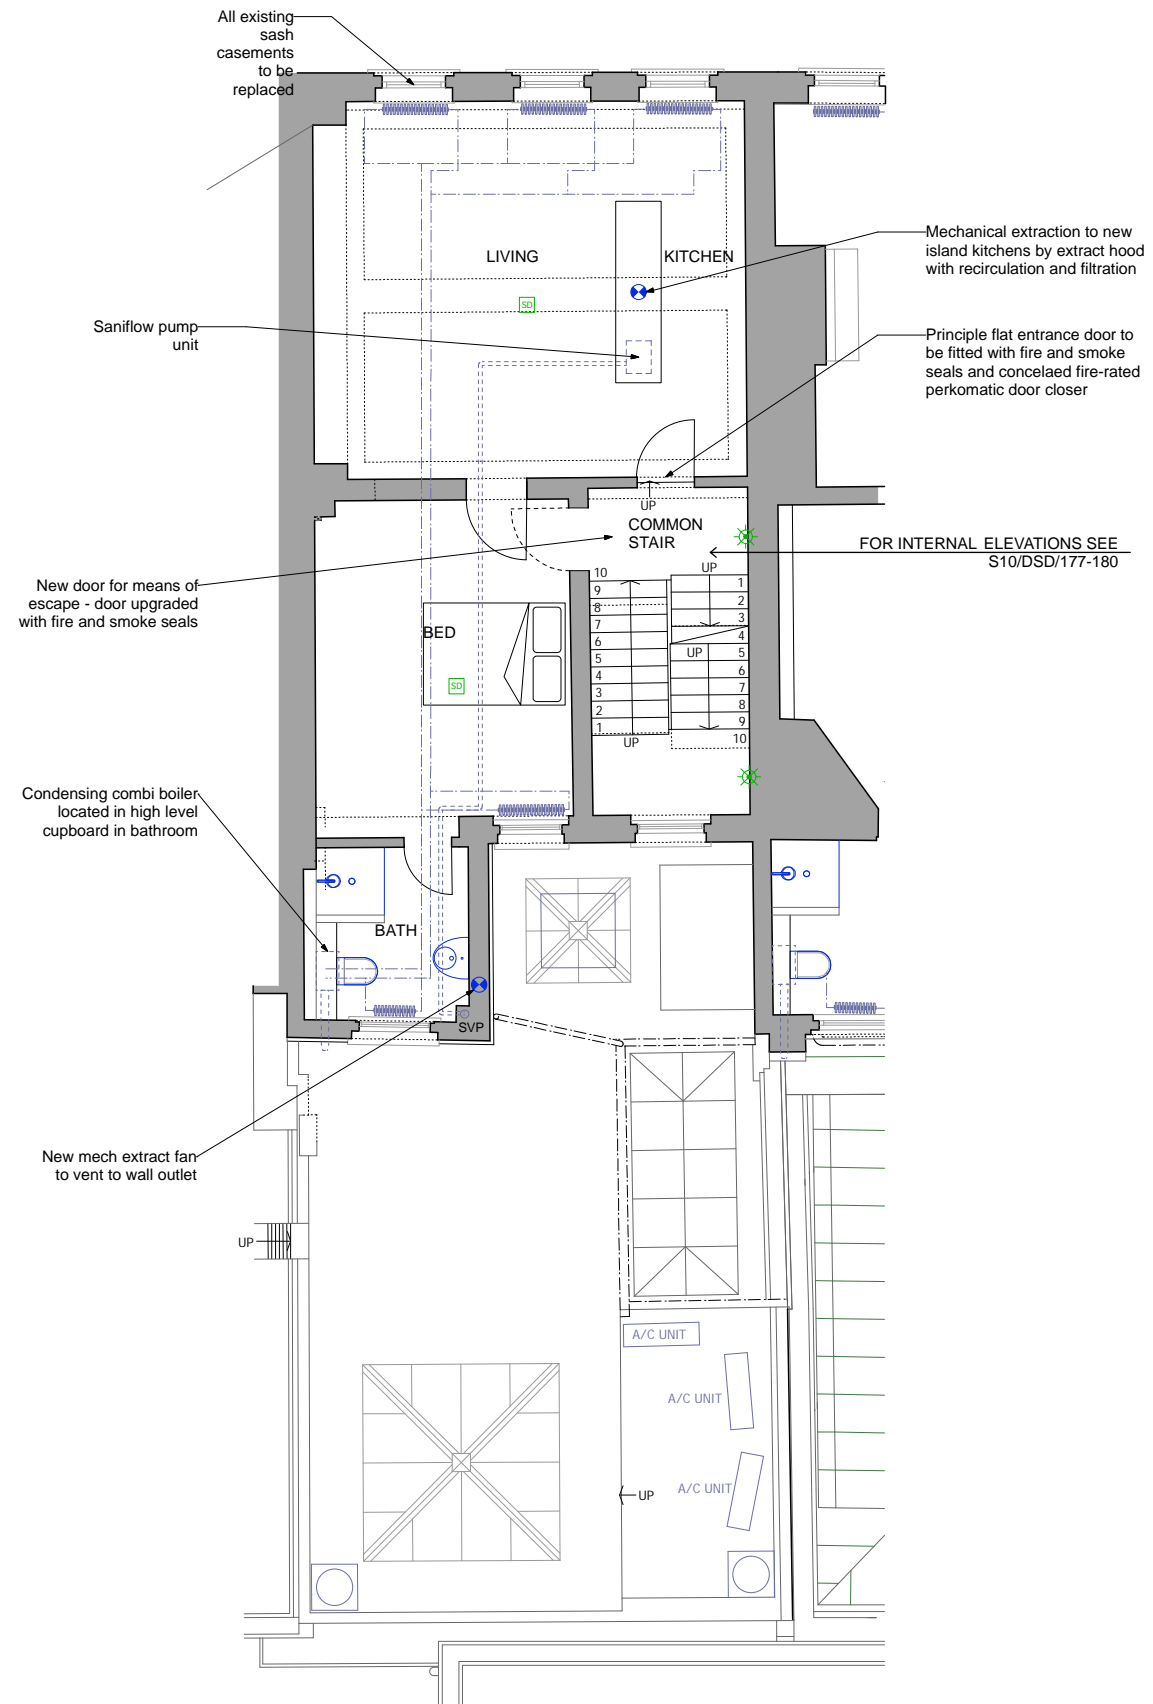 All existing
sash
casements
to be
replaced
LIVING
KITCHEN
Mechanical extraction to new
island kitchens by extract hood
with recirculation and filtration
SD
Saniflow pump
unit
Principle flat entrance door to
be fitted with fire and smoke
seals and concelaed fire-rated
perkomatic door closer
UP
COMMON
STAIR
FOR INTERNAL ELEVATIONS SEE
S10/DSD/177-180
New door for means of
escape - door upgraded
with fire and smoke seals
UP
10
9
8
7
6
5
4
3
2
1
UP
1
2
3
4
UP
5
6
7
8
9
10
BED
SD
Condensing combi boiler
located in high level
cupboard in bathroom
BATH
SVP
New mech extract fan
to vent to wall outlet
UP
A/C UNIT
A/C UNIT
A/C UNIT
UP